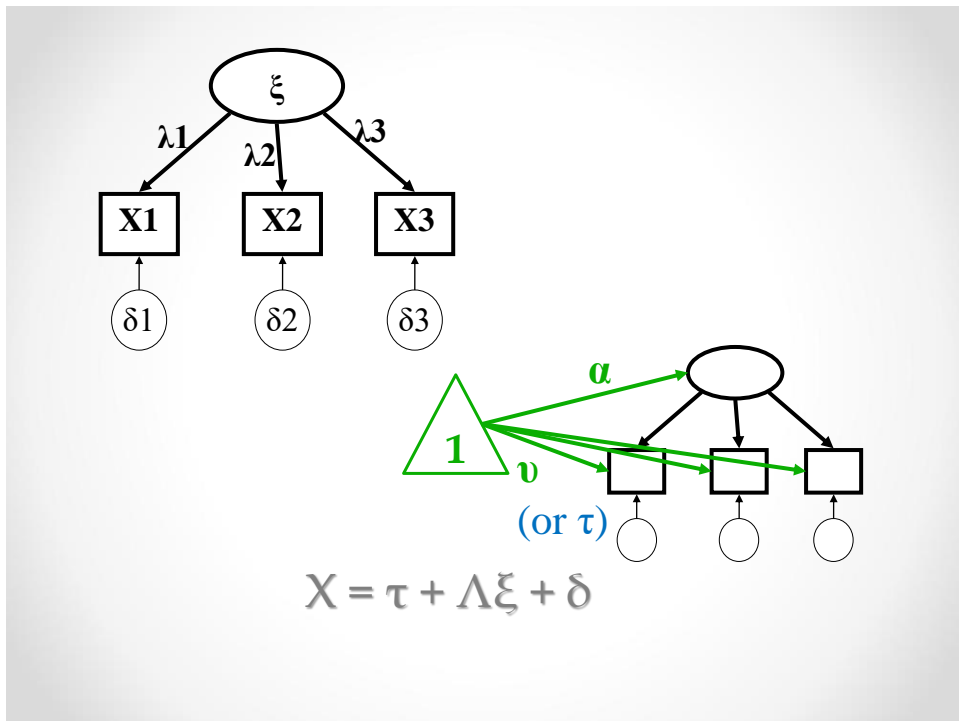 ξ
λ1
λ2
λ3
X1 X2 X3
δ1 δ2 δ3
α
1
υ
(or τ)
X = τ + Λξ + δ